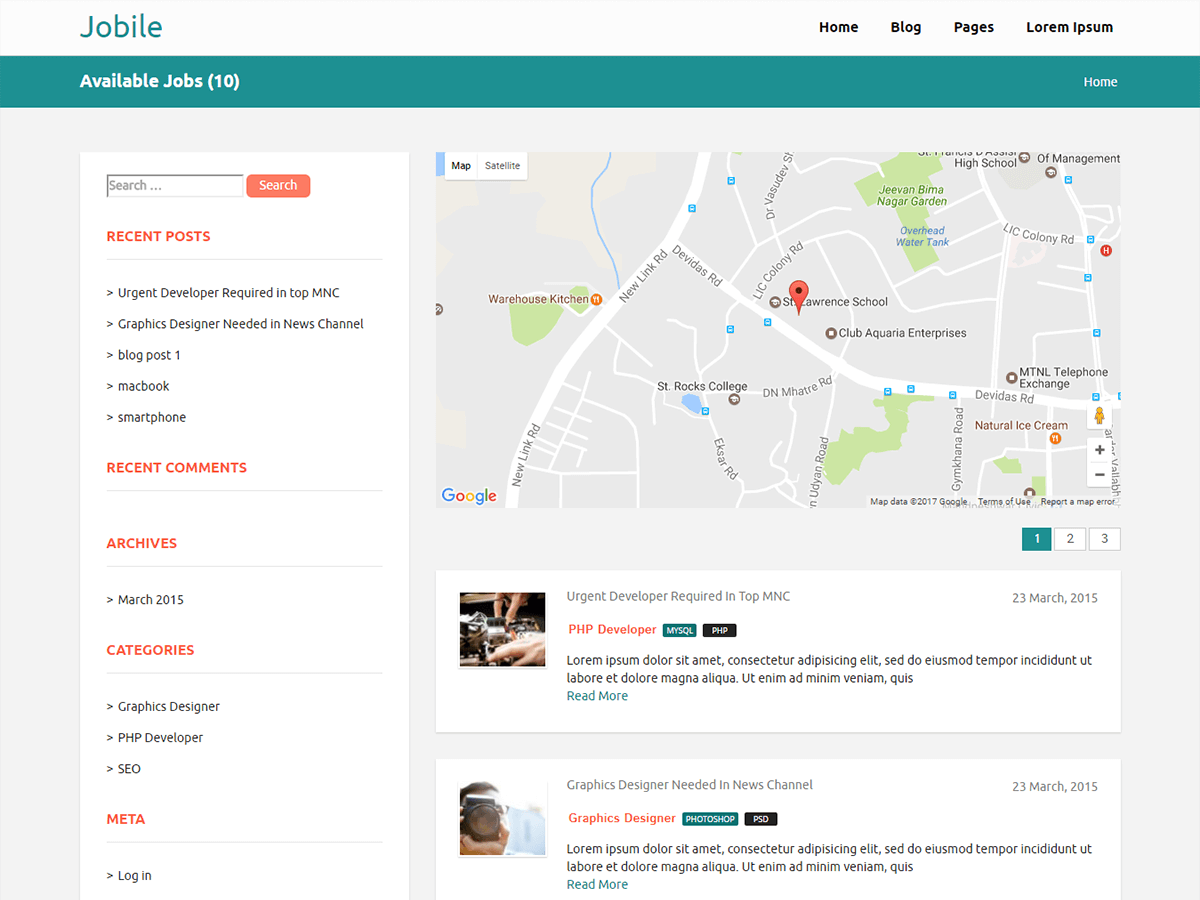 Jobile
Home Blog Pages Lorem Ipsum
Available Jobs (10)
Home
Search ...
Search
RECENT POSTS
> Urgent Developer Required in top MNC
> Graphics Designer Needed in News Channel
> blog post 1
> macbook
> smartphone
RECENT COMMENTS
ARCHIVES
> March 2015
CATEGORIES
> Graphics Designer
> PHP Developer
> SEO
META
> Log in
Map Satellite
St. Francis D'Assisi
High School
Of Management
Dr Vasudev St
Jeevan Bima
Nagar Garden
Overhead
Water Tank
LIC Colony Rd
H
New Link Rd
Devidas Rd
LIC Colony Rd
Warehouse Kitchen
St. Lawrence School
Club Aquaria Enterprises
St. Rocks College
DN Mhatre Rd
MTNL Telephone
Exchange
Devidas Rd
New Link Rd
Eksar Rd
n Udyan Road
Gymkhana Road
Natural Ice Cream
+
−
Google
Map data ©2017 Google Terms of Use Report a map error
1 2 3
Urgent Developer Required In Top MNC
23 March, 2015
PHP Developer MYSQL PHP
Lorem ipsum dolor sit amet, consectetur adipisicing elit, sed do eiusmod tempor incididunt ut
labore et dolore magna aliqua. Ut enim ad minim veniam, quis
Read More
Graphics Designer Needed In News Channel
23 March, 2015
Graphics Designer PHOTOSHOP PSD
Lorem ipsum dolor sit amet, consectetur adipisicing elit, sed do eiusmod tempor incididunt ut
labore et dolore magna aliqua. Ut enim ad minim veniam, quis
Read More